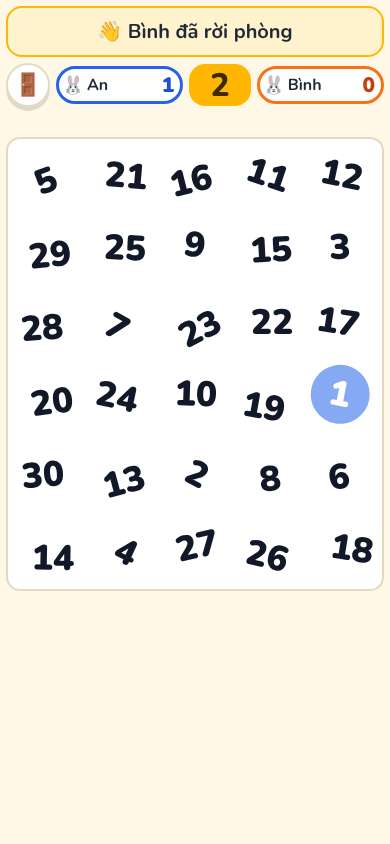 👋 Bình đã rời phòng
🚪 🐰 An 1 2 🐰 Bình 0
5 21 16 11 12
29 25 9 15 3
28 7 23 22 17
20 24 10 19 1
30 13 2 8 6
14 4 27 26 18